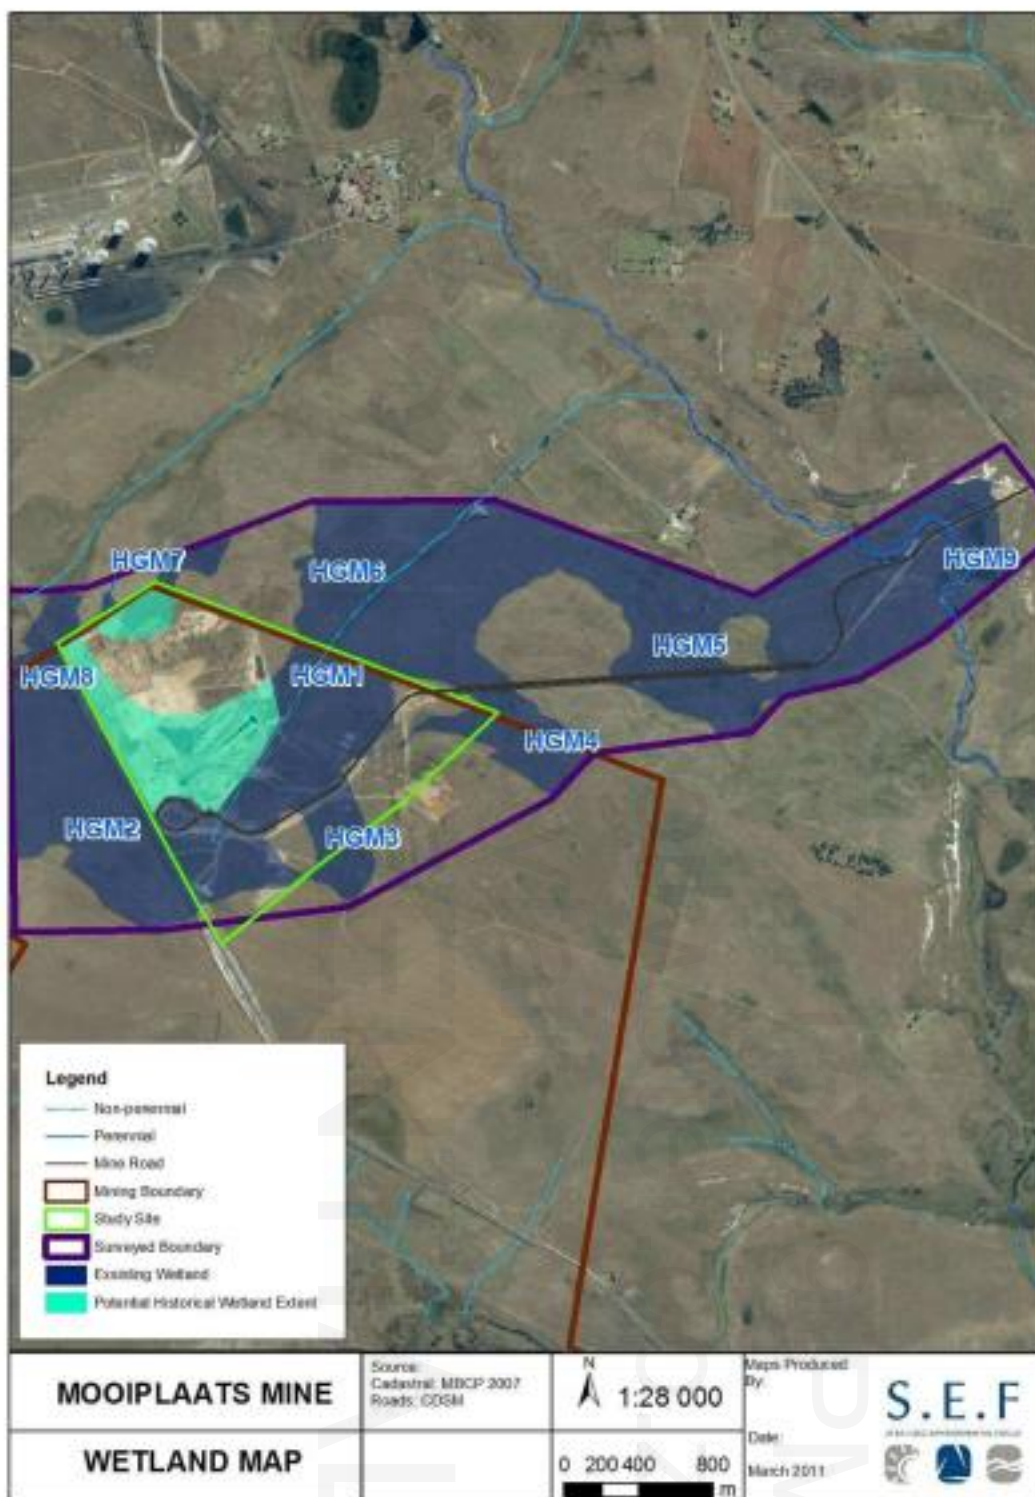 HGM7
HGM6
HGM9
HGM8
HGM1
HGM5
HGM4
HGM2
HGM3
Legend
Non-perennial
Perennial
Mine Road
Mining Boundary
Study Site
Surveyed Boundary
Exsisting Wetland
Potential Historical Wetland Extent
MOOIPLAATS MINE
WETLAND MAP
Source:
Cadastral: MBCP 2007
Roads: CDSM
N
1:28 000
0 200 400 800
m
Maps Produced
By:
S.E.F
Date:
March 2011